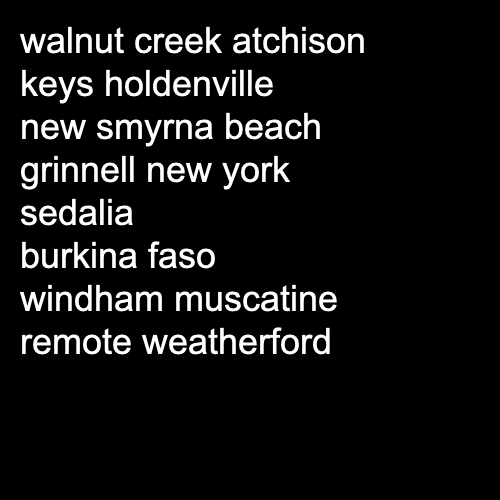 walnut creek atchison
keys holdenville
new smyrna beach
grinnell new york
sedalia
burkina faso
windham muscatine
remote weatherford